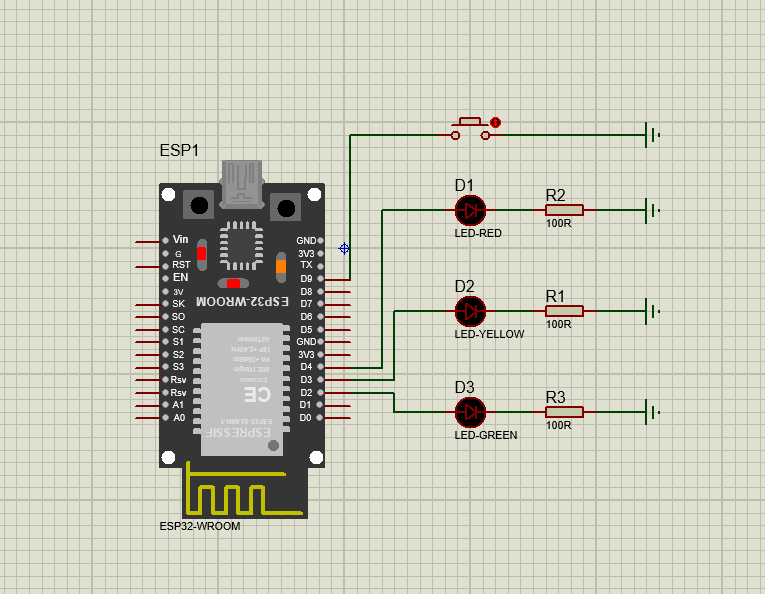 ESP1
Vin
G
RST
EN
3V
SK
SO
SC
S1
S2
S3
Rsv
Rsv
A1
A0
GND
3V3
TX
D9
D8
D7
D6
D5
GND
3V3
D4
D3
D2
D1
D0
ESP32-WROOM
CE
ESPRESSIF
ESP32-WROOM
D1
LED-RED
R2
100R
D2
LED-YELLOW
R1
100R
D3
LED-GREEN
R3
100R